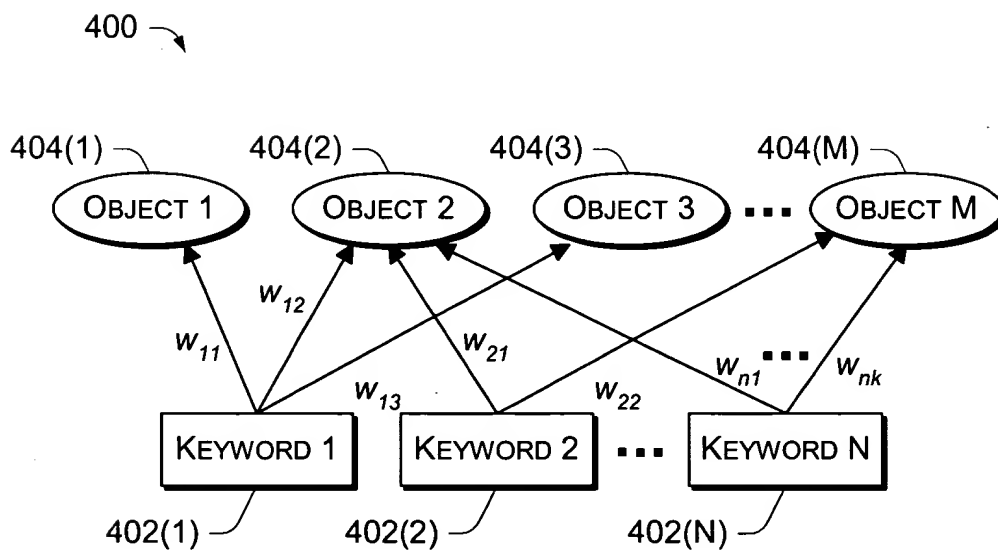 400
404(1) 404(2) 404(3) 404(M)
OBJECT 1 OBJECT 2 OBJECT 3 ... OBJECT M
w12
w11 w21
w13 w22 wn1 ... wnk
KEYWORD 1 KEYWORD 2 ... KEYWORD N
402(1) 402(2) 402(N)